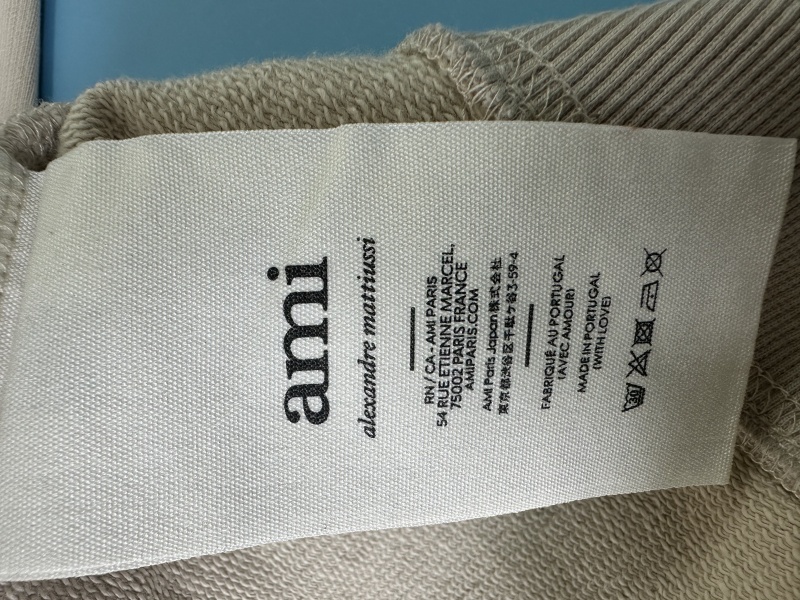 ami
alexandre mattiussi
RN / CA - AMI PARIS
54 RUE ETIENNE MARCEL,
75002 PARIS FRANCE
AMIPARIS.COM
AMI Paris Japan 株式会社
東京都渋谷区千駄ヶ谷3-59-4
FABRIQUÉ AU PORTUGAL
(AVEC AMOUR)
MADE IN PORTUGAL
(WITH LOVE)
30